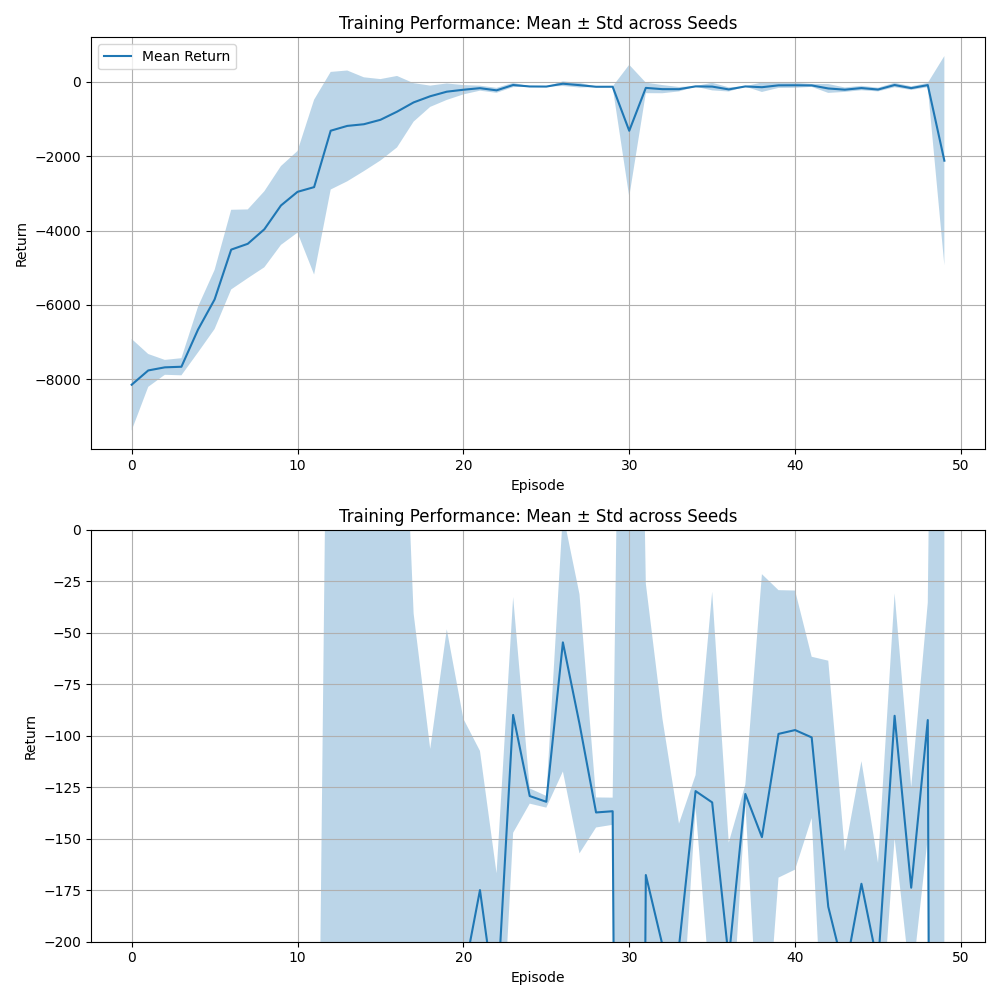 Training Performance: Mean ± Std across Seeds
Mean Return
0
−2000
−4000
−6000
−8000
Return
0 10 20 30 40 50
Episode
Training Performance: Mean ± Std across Seeds
0
−25
−50
−75
−100
−125
−150
−175
−200
Return
0 10 20 30 40 50
Episode